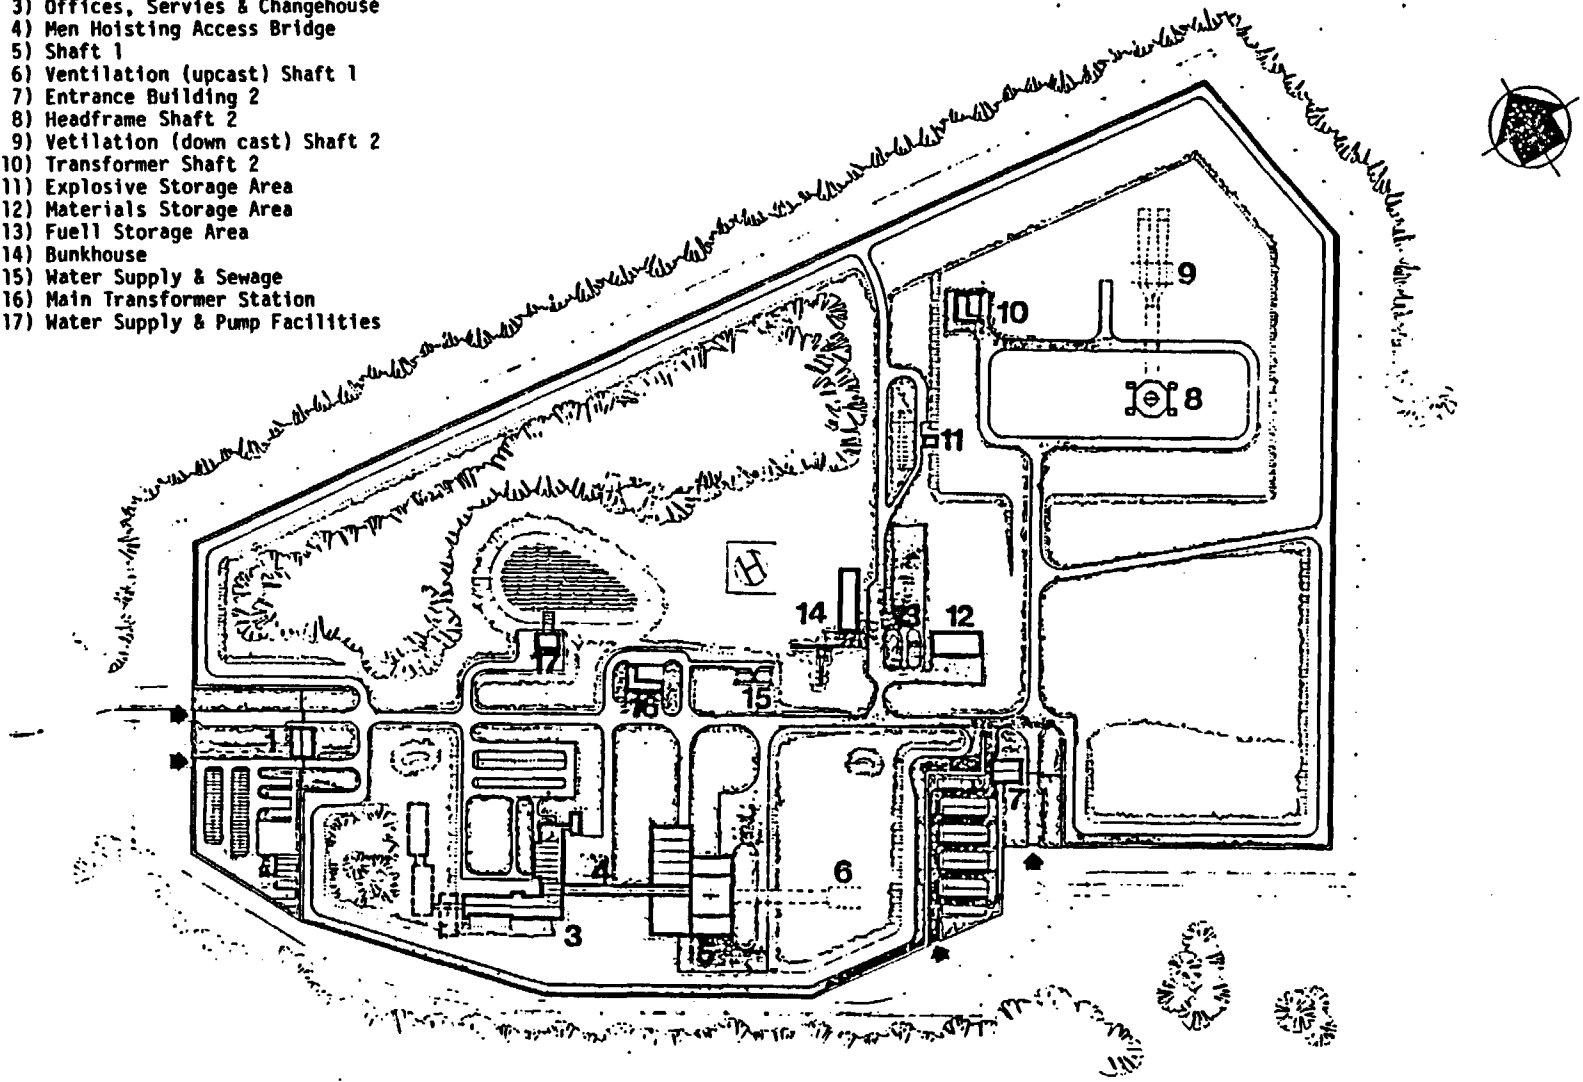 3) Offices, Servies & Changehouse
4) Men Hoisting Access Bridge
5) Shaft 1
6) Ventilation (upcast) Shaft 1
7) Entrance Building 2
8) Headframe Shaft 2
9) Vetilation (down cast) Shaft 2
10) Transformer Shaft 2
11) Explosive Storage Area
12) Materials Storage Area
13) Fuell Storage Area
14) Bunkhouse
15) Water Supply & Sewage
16) Main Transformer Station
17) Water Supply & Pump Facilities
9
10
8
11
H
14
13
12
17
15
16
1
7
4
6
3
5